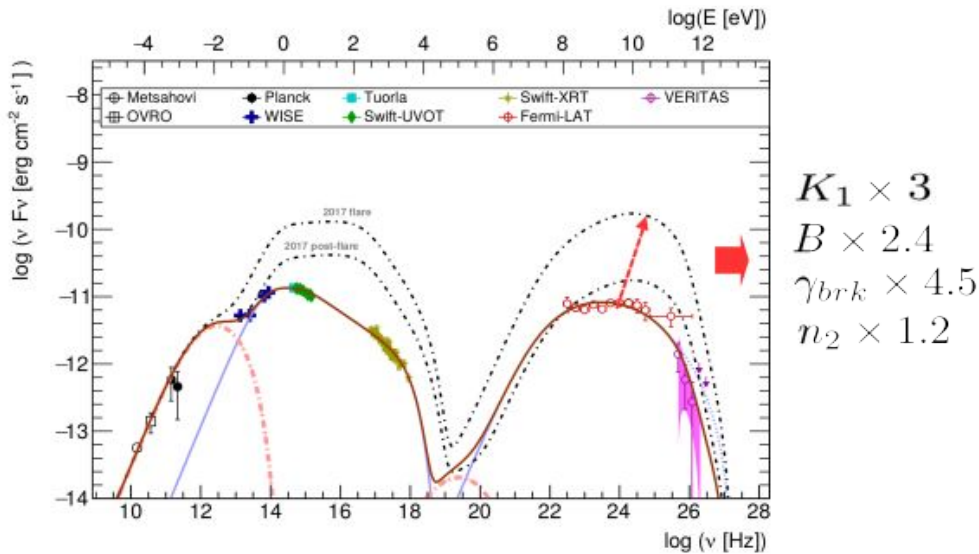 log(E [eV])
−4 −2 0 2 4 6 8 10 12
Metsahovi Planck Tuorla Swift-XRT VERITAS
OVRO WISE Swift-UVOT Fermi-LAT
log (ν Fν [erg cm⁻² s⁻¹ ] )
−8
−9
−10
−11
−12
−13
−14
2017 flare
2017 post-flare
10 12 14 16 18 20 22 24 26 28
log (ν [Hz])
K₁ × 3
B × 2.4
γ_brk × 4.5
n₂ × 1.2